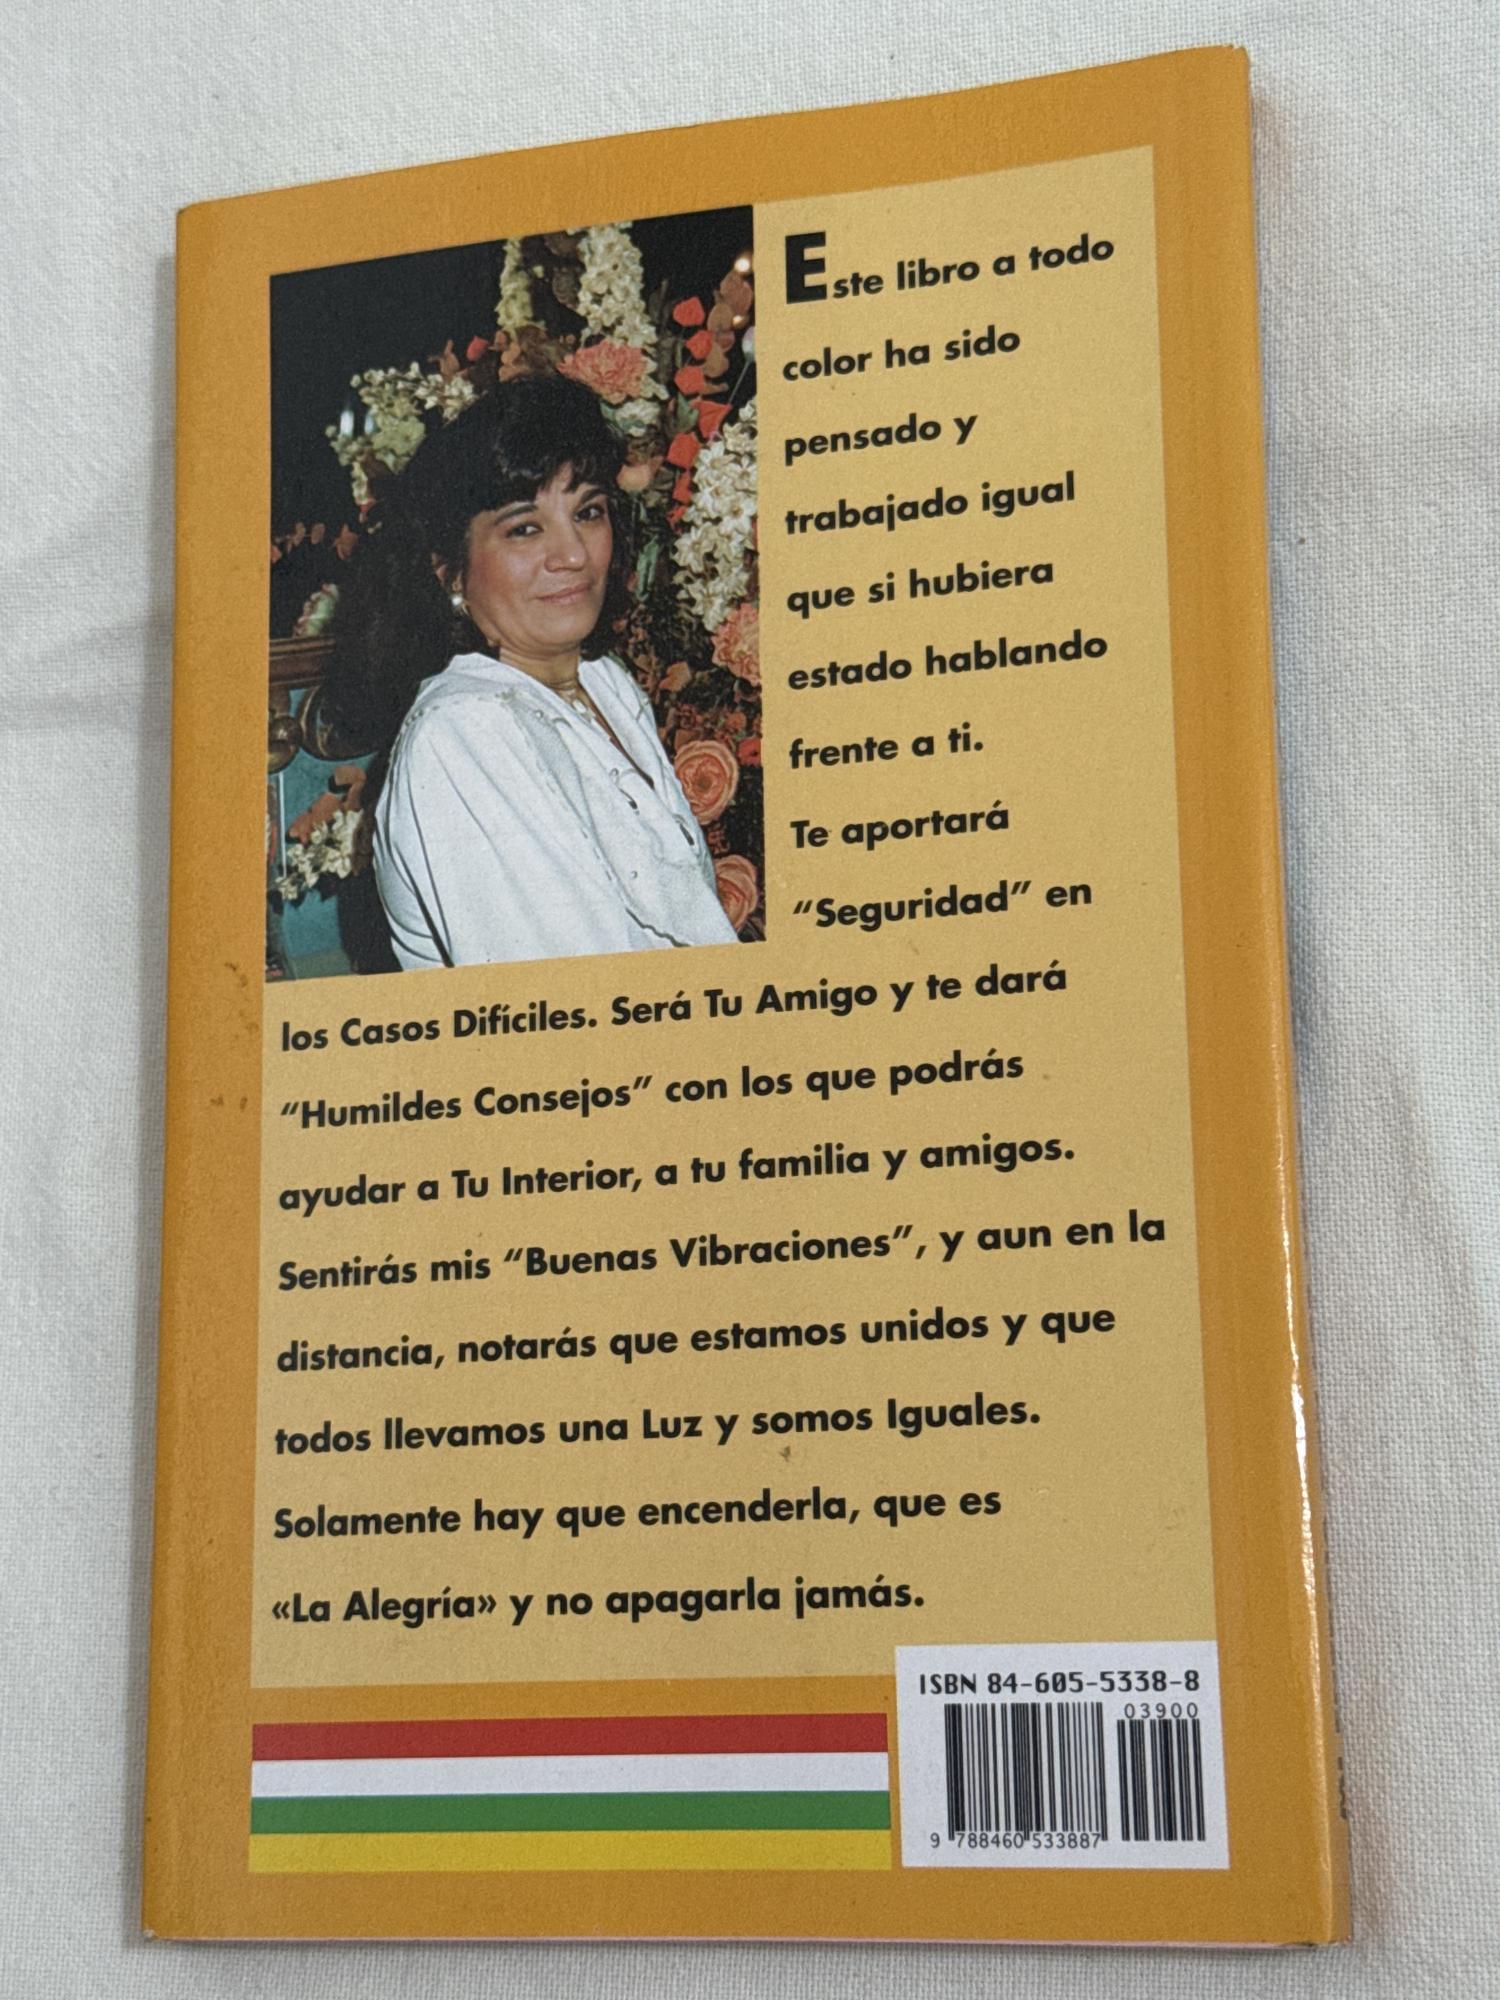 Este libro a todo
color ha sido
pensado y
trabajado igual
que si hubiera
estado hablando
frente a ti.
Te aportará
“Seguridad” en
los Casos Difíciles. Será Tu Amigo y te dará
“Humildes Consejos” con los que podrás
ayudar a Tu Interior, a tu familia y amigos.
Sentirás mis “Buenas Vibraciones”, y aun en la
distancia, notarás que estamos unidos y que
todos llevamos una Luz y somos Iguales.
Solamente hay que encenderla, que es
«La Alegría» y no apagarla jamás.
ISBN 84-605-5338-8
03900
9 788460 533887